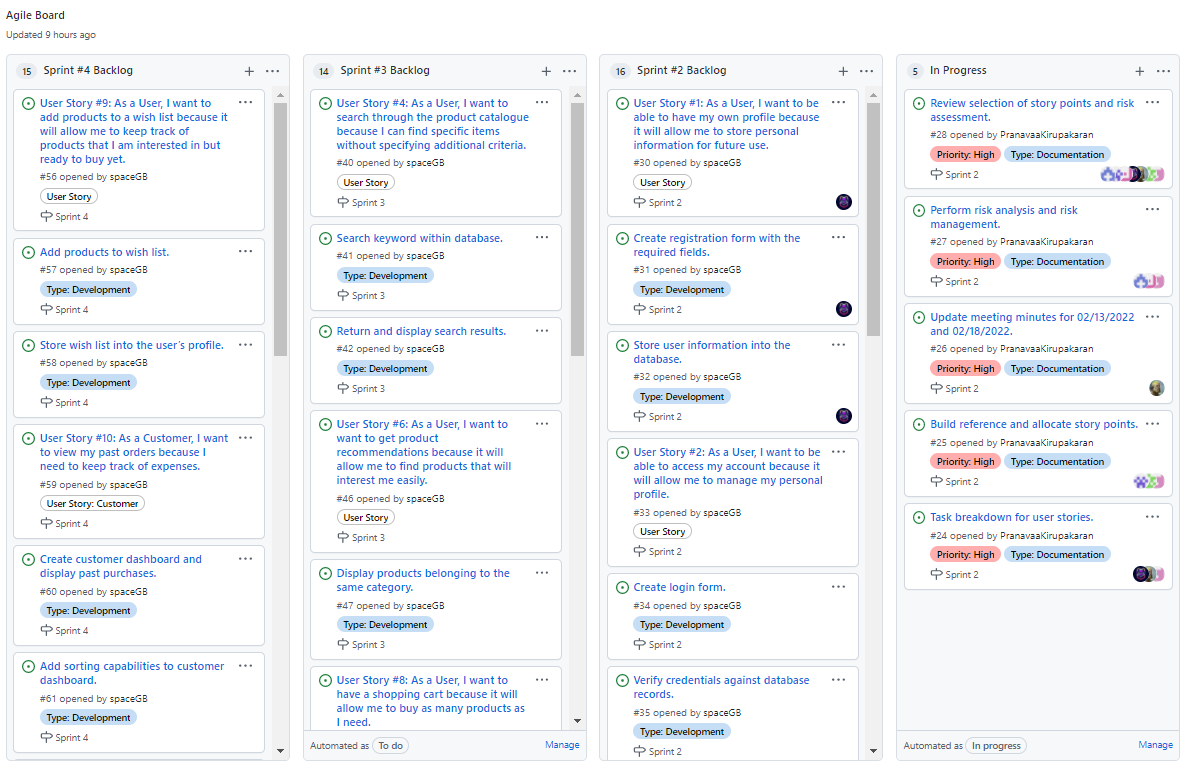 Agile Board
Updated 9 hours ago
15 Sprint #4 Backlog
User Story #9: As a User, I want to
add products to a wish list because it
will allow me to keep track of
products that I am interested in but
ready to buy yet.
#56 opened by spaceGB
User Story
Sprint 4
Add products to wish list.
#57 opened by spaceGB
Type: Development
Sprint 4
Store wish list into the user's profile.
#58 opened by spaceGB
Type: Development
Sprint 4
User Story #10: As a Customer, I want
to view my past orders because I
need to keep track of expenses.
#59 opened by spaceGB
User Story: Customer
Sprint 4
Create customer dashboard and
display past purchases.
#60 opened by spaceGB
Type: Development
Sprint 4
Add sorting capabilities to customer
dashboard.
#61 opened by spaceGB
Type: Development
Sprint 4
14 Sprint #3 Backlog
User Story #4: As a User, I want to
search through the product catalogue
because I can find specific items
without specifying additional criteria.
#40 opened by spaceGB
User Story
Sprint 3
Search keyword within database.
#41 opened by spaceGB
Type: Development
Sprint 3
Return and display search results.
#42 opened by spaceGB
Type: Development
Sprint 3
User Story #6: As a User, I want to
want to get product
recommendations because it will
allow me to find products that will
interest me easily.
#46 opened by spaceGB
User Story
Sprint 3
Display products belonging to the
same category.
#47 opened by spaceGB
Type: Development
Sprint 3
User Story #8: As a User, I want to
have a shopping cart because it will
allow me to buy as many products as
I need.
Automated as To do
Manage
16 Sprint #2 Backlog
User Story #1: As a User, I want to be
able to have my own profile because
it will allow me to store personal
information for future use.
#30 opened by spaceGB
User Story
Sprint 2
Create registration form with the
required fields.
#31 opened by spaceGB
Type: Development
Sprint 2
Store user information into the
database.
#32 opened by spaceGB
Type: Development
Sprint 2
User Story #2: As a User, I want to be
able to access my account because it
will allow me to manage my personal
profile.
#33 opened by spaceGB
User Story
Sprint 2
Create login form.
#34 opened by spaceGB
Type: Development
Sprint 2
Verify credentials against database
records.
#35 opened by spaceGB
Type: Development
Sprint 2
5 In Progress
Review selection of story points and risk
assessment.
#28 opened by PranavaaKirupakaran
Priority: High Type: Documentation
Sprint 2
Perform risk analysis and risk
management.
#27 opened by PranavaaKirupakaran
Priority: High Type: Documentation
Sprint 2
Update meeting minutes for 02/13/2022
and 02/18/2022.
#26 opened by PranavaaKirupakaran
Priority: High Type: Documentation
Sprint 2
Build reference and allocate story points.
#25 opened by PranavaaKirupakaran
Priority: High Type: Documentation
Sprint 2
Task breakdown for user stories.
#24 opened by PranavaaKirupakaran
Priority: High Type: Documentation
Sprint 2
Automated as In progress
Manage